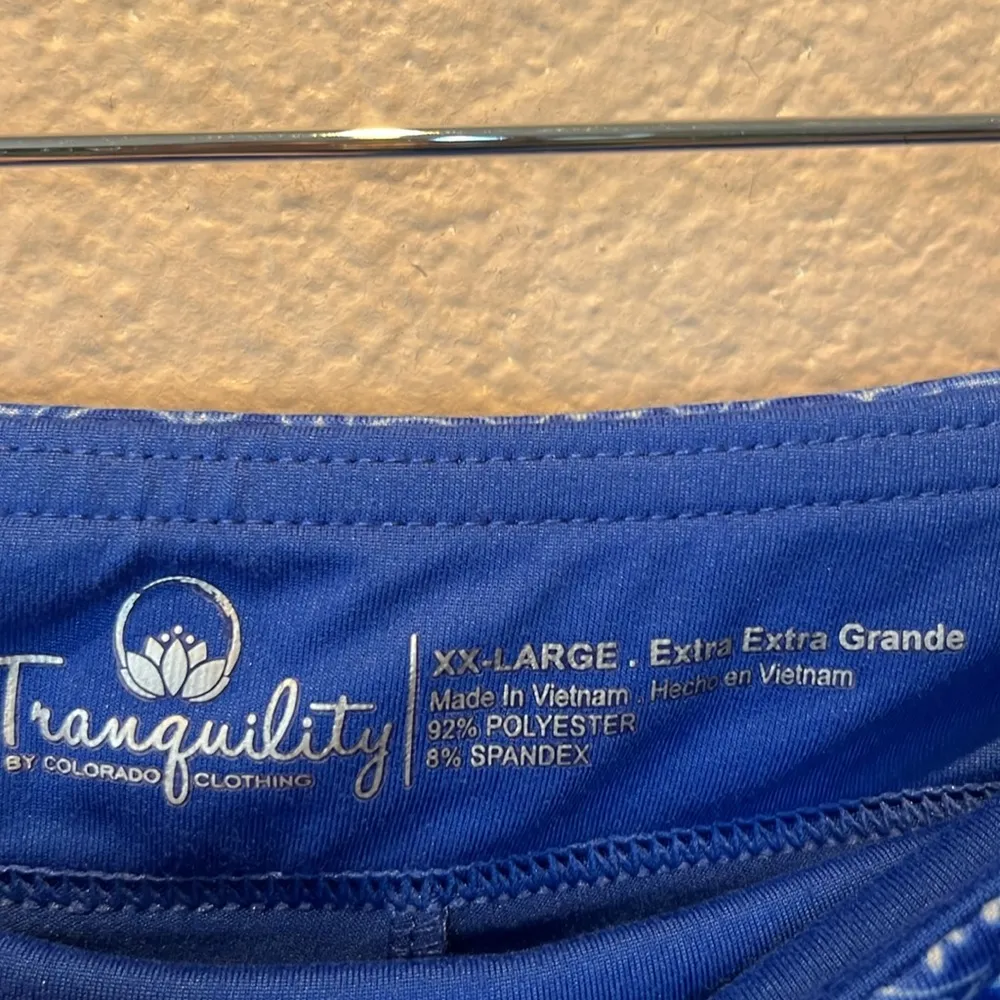 Tranquility
BY COLORADO CLOTHING
XX-LARGE . Extra Extra Grande
Made In Vietnam . Hecho en Vietnam
92% POLYESTER
8% SPANDEX